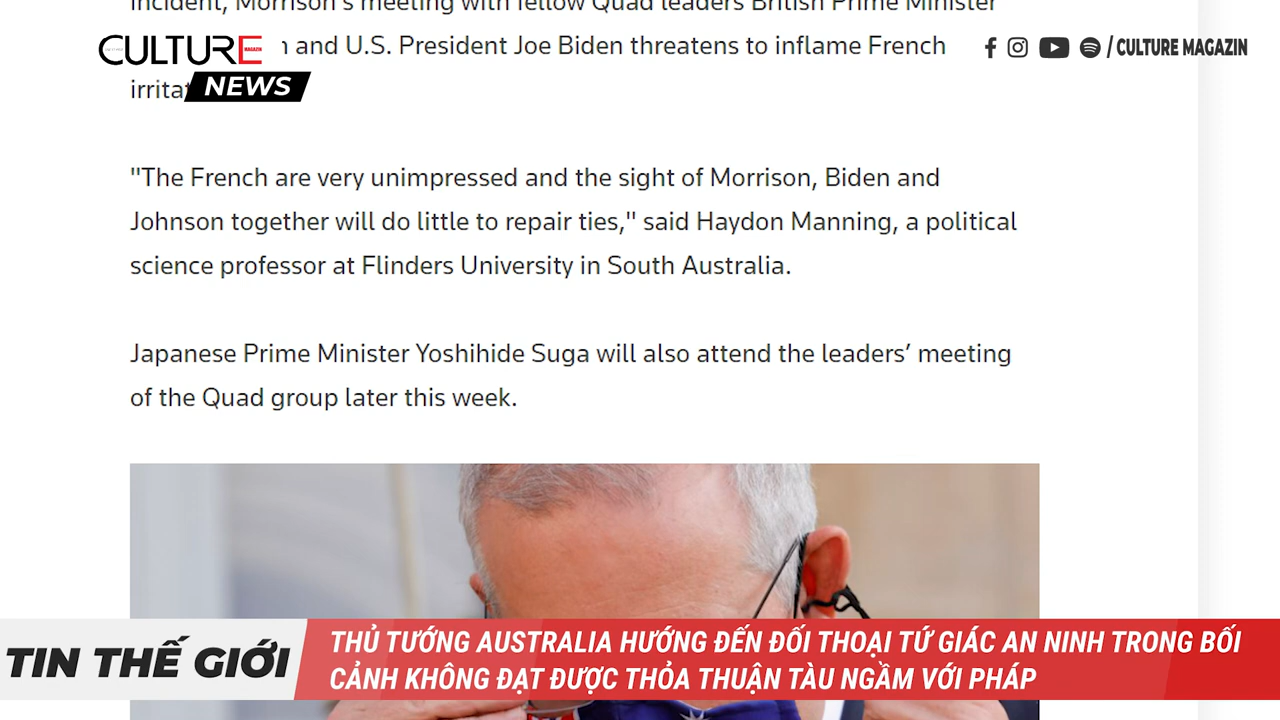 incident, Morrison's meeting with fellow Quad leaders British Prime Minister
CULTURE MAGAZIN and U.S. President Joe Biden threatens to inflame French
/ CULTURE MAGAZIN
NEWS
"The French are very unimpressed and the sight of Morrison, Biden and
Johnson together will do little to repair ties," said Haydon Manning, a political
science professor at Flinders University in South Australia.
Japanese Prime Minister Yoshihide Suga will also attend the leaders’ meeting
of the Quad group later this week.
TIN THẾ GIỚI
THỦ TƯỚNG AUSTRALIA HƯỚNG ĐẾN ĐỐI THOẠI TỨ GIÁC AN NINH TRONG BỐI
CẢNH KHÔNG ĐẠT ĐƯỢC THỎA THUẬN TÀU NGẦM VỚI PHÁP